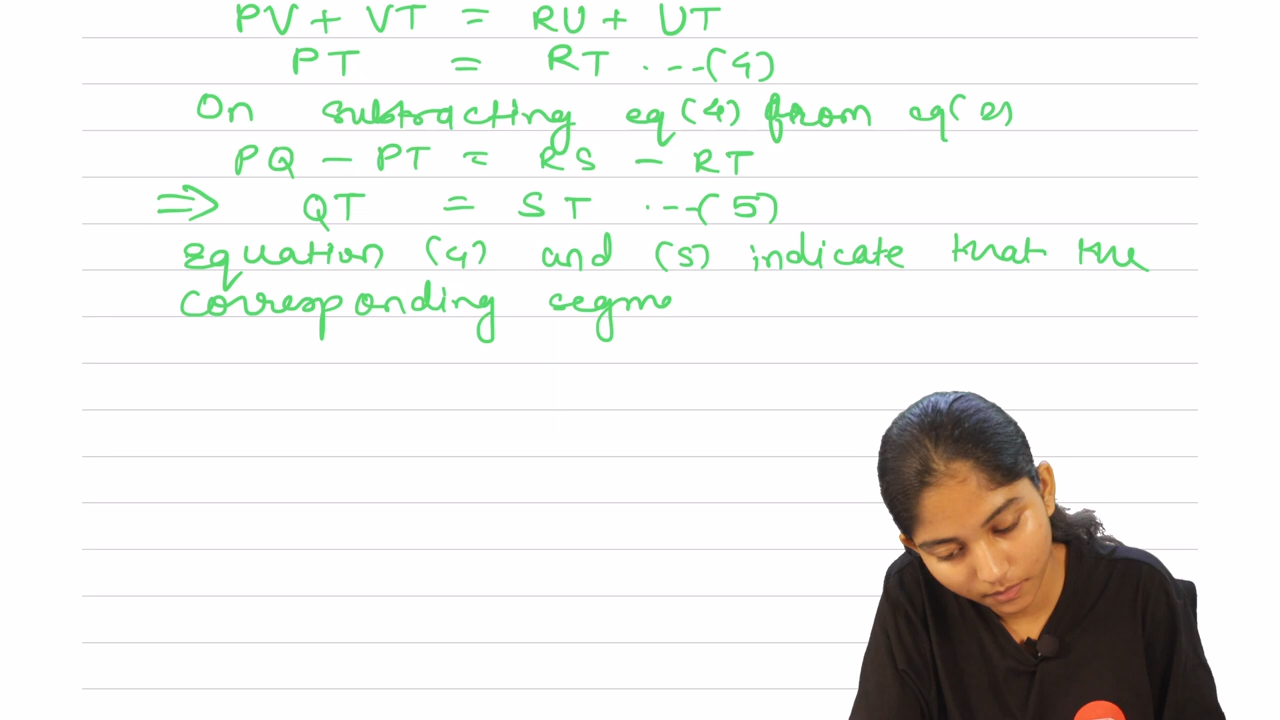 PV + VT = RU + UT
PT = RT ---(4)
On subtracting eq (4) from eq (2)
PQ - PT = RS - RT
⇒ QT = ST ---(5)
Equation (4) and (5) indicate that the
corresponding segme